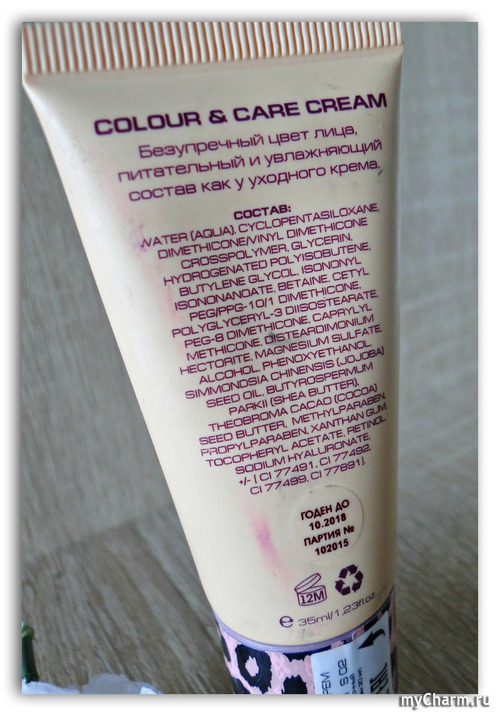 COLOUR & CARE CREAM
Безупречный цвет лица,
питательный и увлажняющий
состав как у уходного крема.
СОСТАВ:
WATER (AQUA), CYCLOPENTASILOXANE,
DIMETHICONE/VINYL DIMETHICONE
CROSSPOLYMER, GLYCERIN,
HYDROGENATED POLYISOBUTENE,
BUTYLENE GLYCOL, ISONONYL
ISONONANOATE, BETAINE, CETYL
PEG/PPG-10/1 DIMETHICONE,
POLYGLYCERYL-3 DIISOSTEARATE,
PEG-8 DIMETHICONE, CAPRYLYL
METHICONE, DISTEARDIMONIUM
HECTORITE, MAGNESIUM SULFATE,
ALCOHOL, PHENOXYETHANOL
SIMMONDSIA CHINENSIS (JOJOBA)
SEED OIL, BUTYROSPERMUM
PARKII (SHEA BUTTER),
THEOBROMA CACAO (COCOA)
SEED BUTTER, METHYLPARABEN,
PROPYLPARABEN, XANTHAN GUM,
TOCOPHERYL ACETATE, RETINOL,
SODIUM HYALURONATE,
+/- [ CI 77491, CI 77492,
CI 77499, CI 77891].
ГОДЕН ДО
10.2018
ПАРТИЯ №
102015
12M
e 35ml/1,23fl.oz.
РЕМ
S 02
myCharm.ru